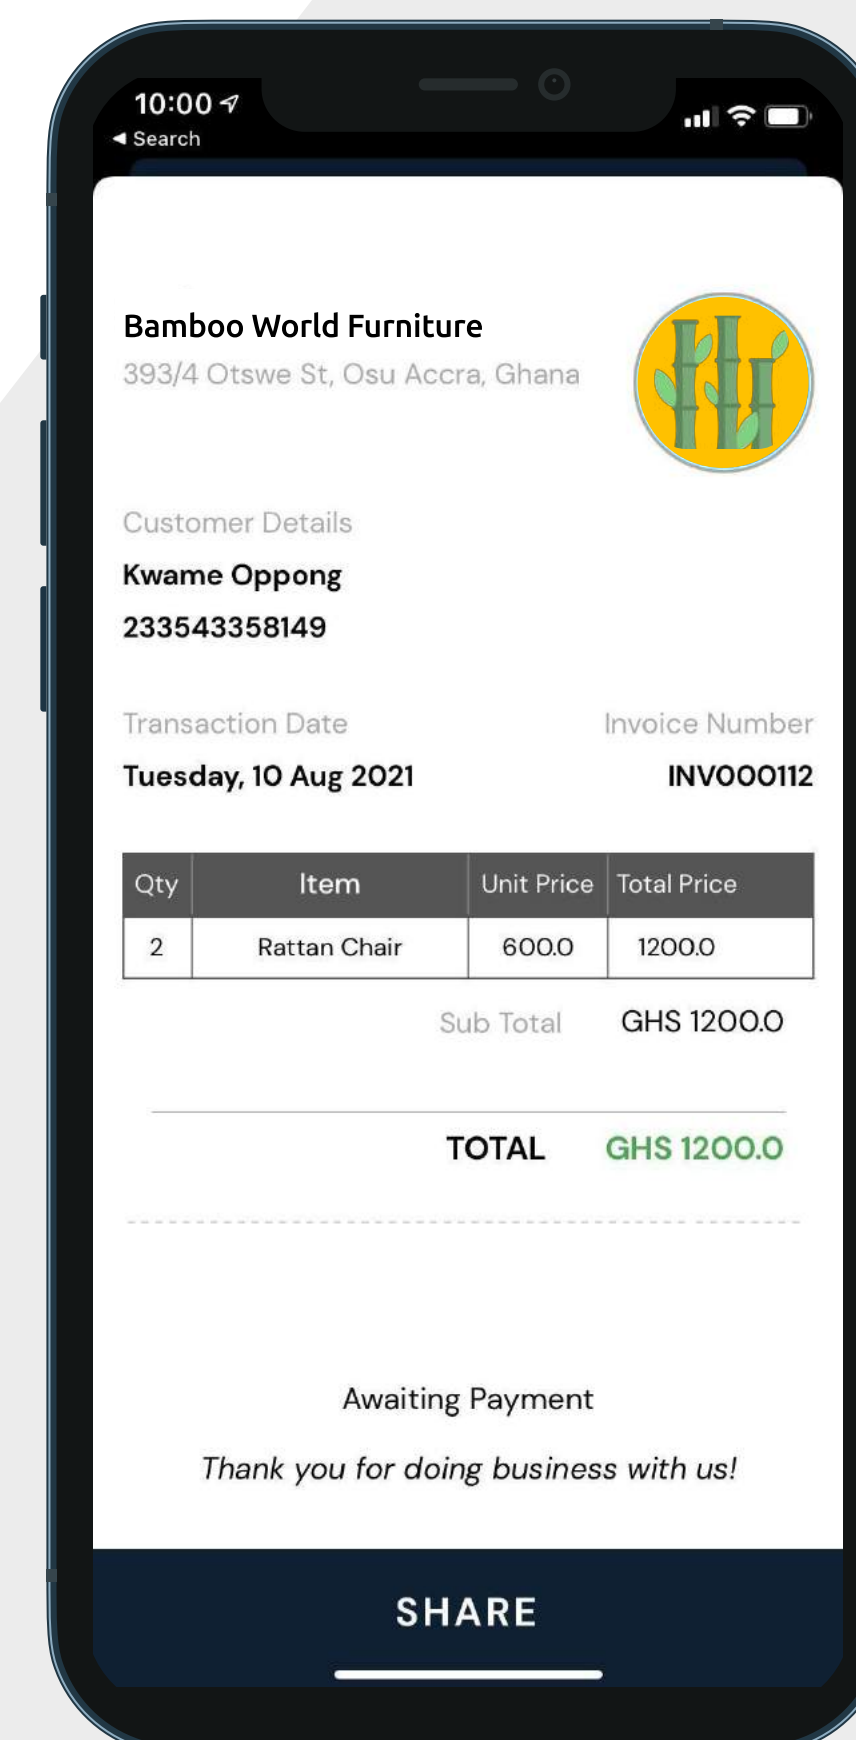 10:00
◀ Search
Bamboo World Furniture
393/4 Otswe St, Osu Accra, Ghana
Customer Details
Kwame Oppong
233543358149
Transaction Date Invoice Number
Tuesday, 10 Aug 2021 INV000112
Qty Item Unit Price Total Price
2 Rattan Chair 600.0 1200.0
Sub Total GHS 1200.0
TOTAL GHS 1200.0
Awaiting Payment
Thank you for doing business with us!
SHARE